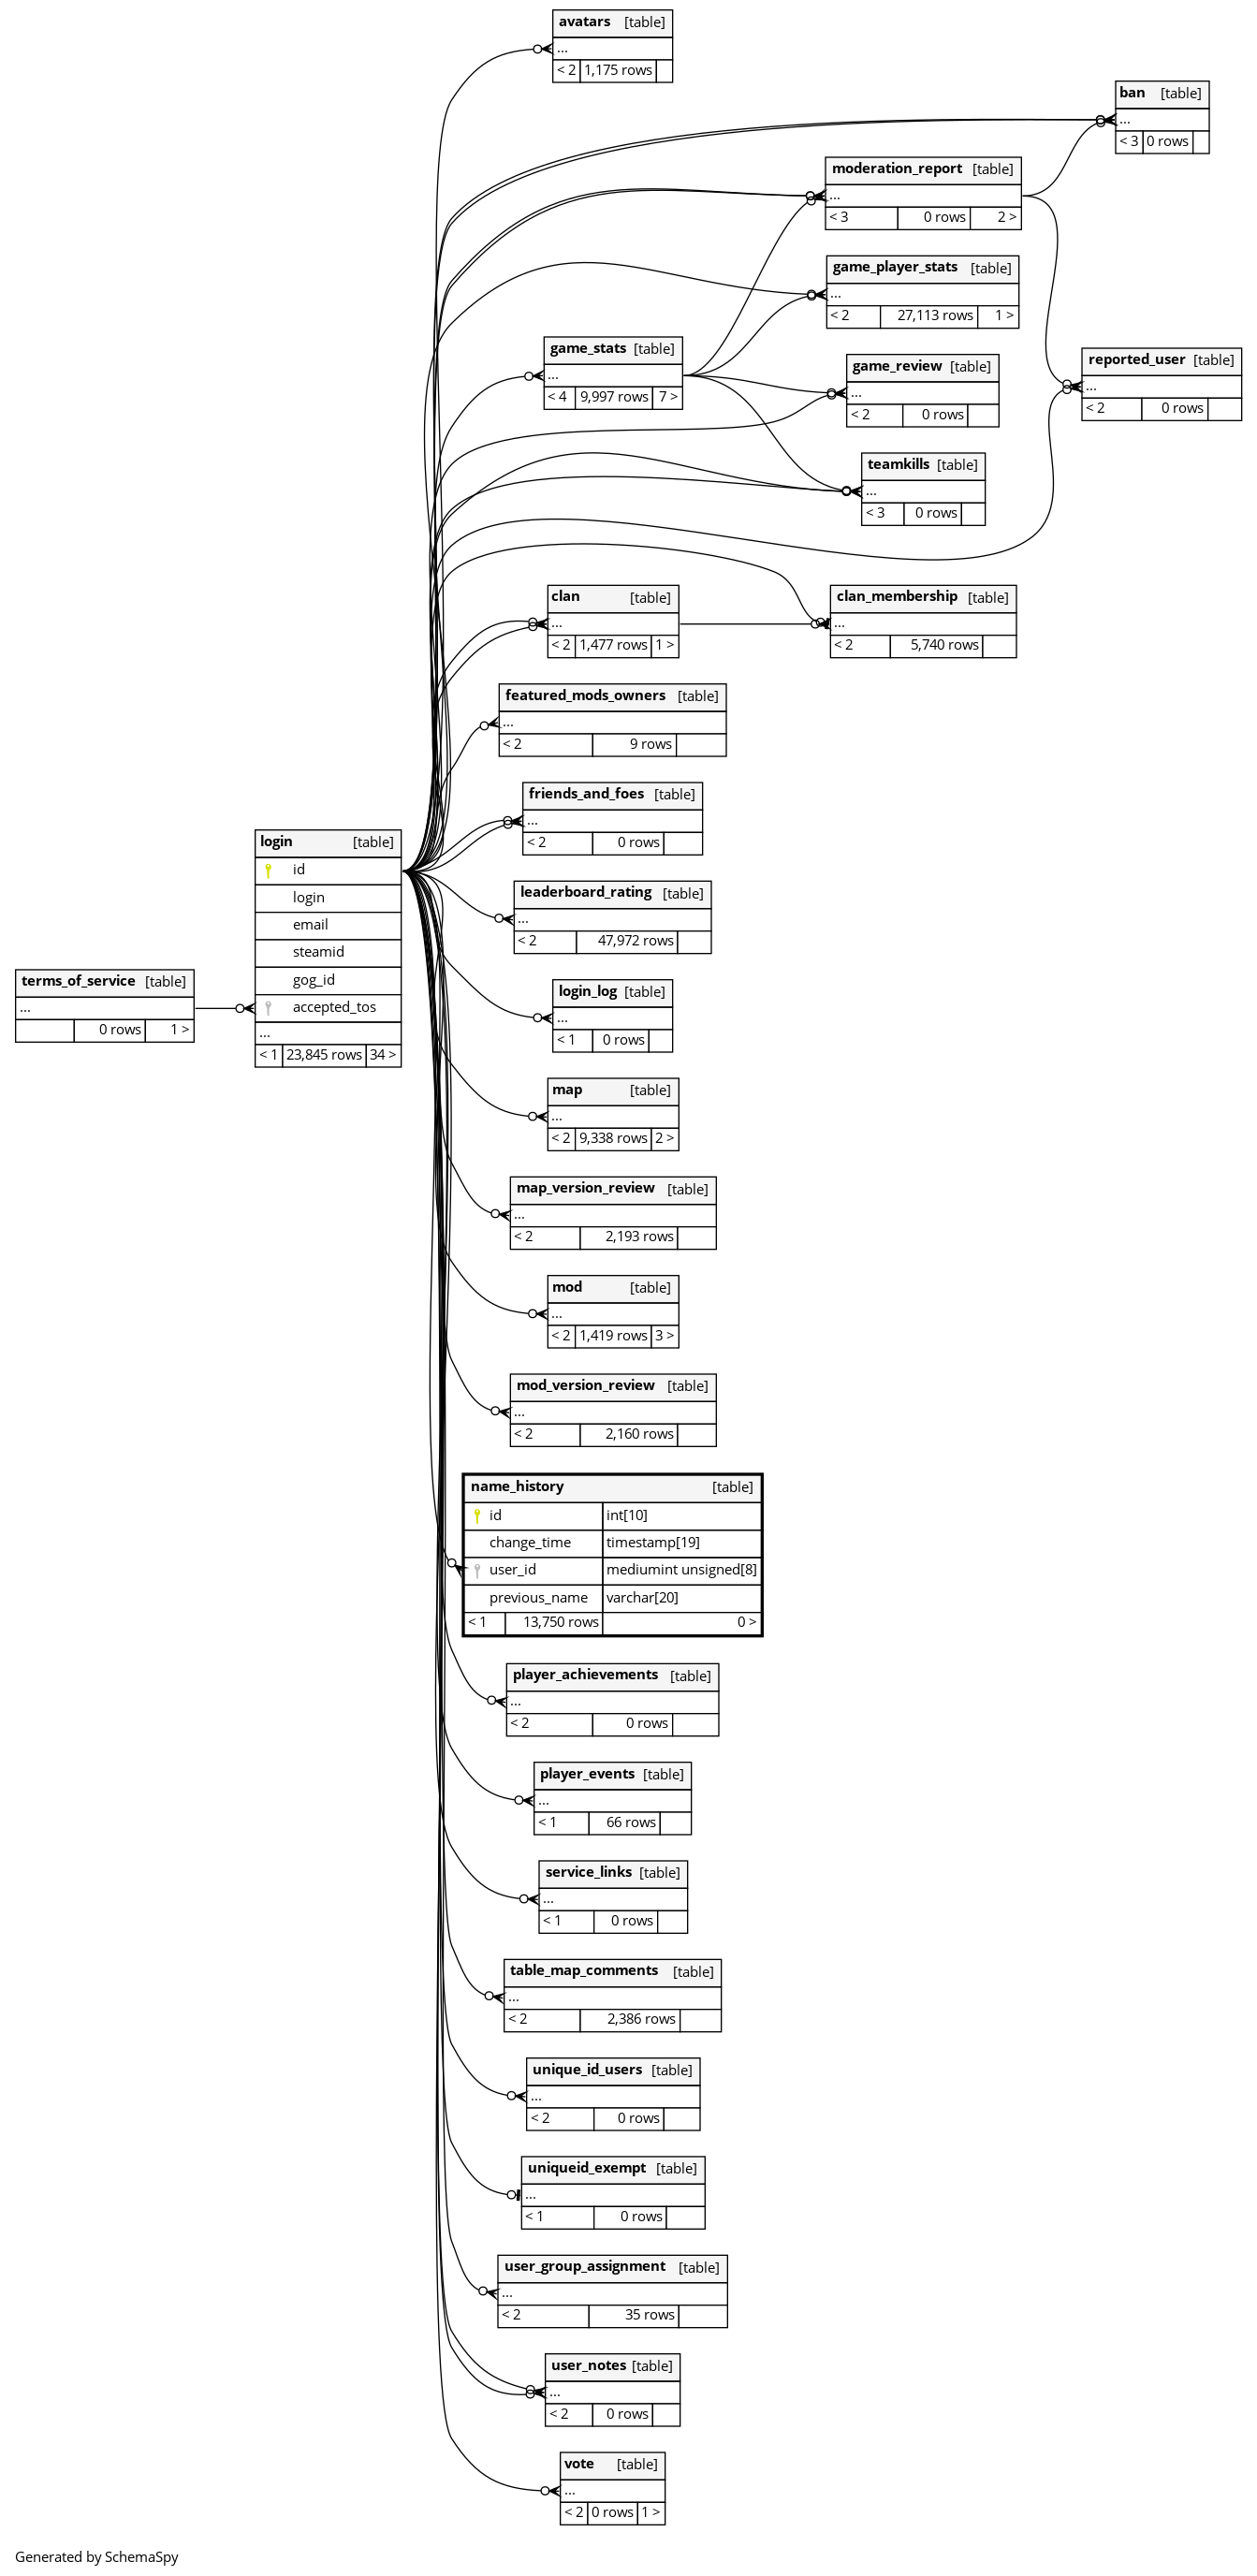 avatars [table]
...
< 2 1,175 rows
ban [table]
...
< 3 0 rows
moderation_report [table]
...
< 3 0 rows 2 >
game_player_stats [table]
...
< 2 27,113 rows 1 >
game_stats [table]
...
< 4 9,997 rows 7 >
game_review [table]
...
< 2 0 rows
reported_user [table]
...
< 2 0 rows
teamkills [table]
...
< 3 0 rows
clan [table]
...
< 2 1,477 rows 1 >
clan_membership [table]
...
< 2 5,740 rows
featured_mods_owners [table]
...
< 2 9 rows
friends_and_foes [table]
...
< 2 0 rows
login [table]
id
login
email
steamid
gog_id
accepted_tos
...
< 1 23,845 rows 34 >
leaderboard_rating [table]
...
< 2 47,972 rows
terms_of_service [table]
...
0 rows 1 >
login_log [table]
...
< 1 0 rows
map [table]
...
< 2 9,338 rows 2 >
map_version_review [table]
...
< 2 2,193 rows
mod [table]
...
< 2 1,419 rows 3 >
mod_version_review [table]
...
< 2 2,160 rows
name_history [table]
id int[10]
change_time timestamp[19]
user_id mediumint unsigned[8]
previous_name varchar[20]
< 1 13,750 rows 0 >
player_achievements [table]
...
< 2 0 rows
player_events [table]
...
< 1 66 rows
service_links [table]
...
< 1 0 rows
table_map_comments [table]
...
< 2 2,386 rows
unique_id_users [table]
...
< 2 0 rows
uniqueid_exempt [table]
...
< 1 0 rows
user_group_assignment [table]
...
< 2 35 rows
user_notes [table]
...
< 2 0 rows
vote [table]
...
< 2 0 rows 1 >
Generated by SchemaSpy